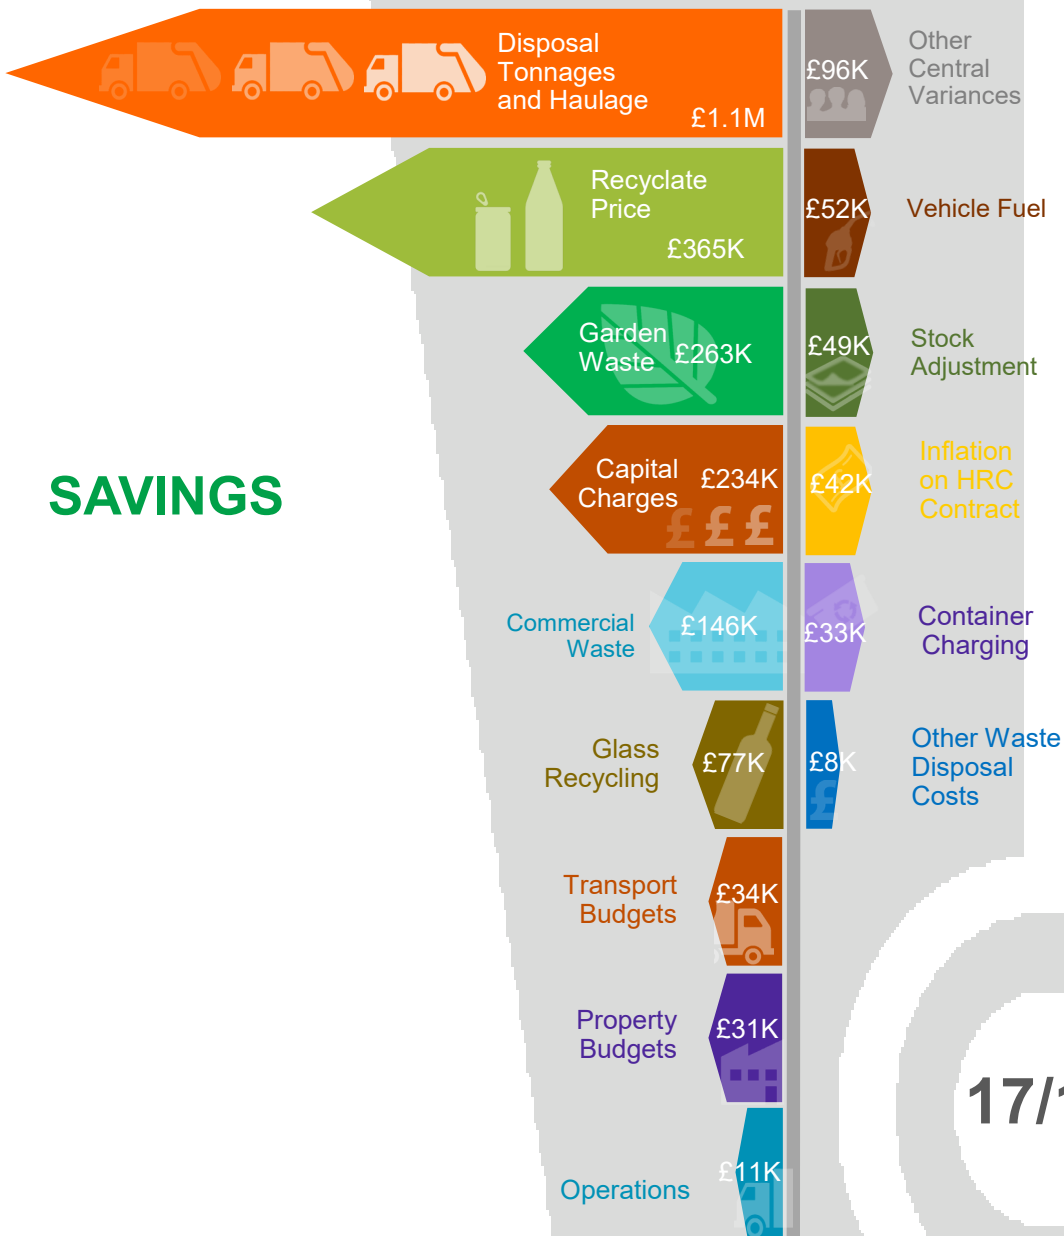 Disposal
Tonnages
and Haulage
£1.1M
£96K
Other
Central
Variances
Recyclate
Price
£365K
£52K
Vehicle Fuel
Garden
Waste
£263K
£49K
Stock
Adjustment
SAVINGS
Capital
Charges
£234K
£ £ £
£42K
Inflation
on HRC
Contract
Commercial
Waste
£146K
£33K
Container
Charging
Glass
Recycling
£77K
£8K
£
Other Waste
Disposal
Costs
Transport
Budgets
£34K
Property
Budgets
£31K
17/1
Operations
£11K